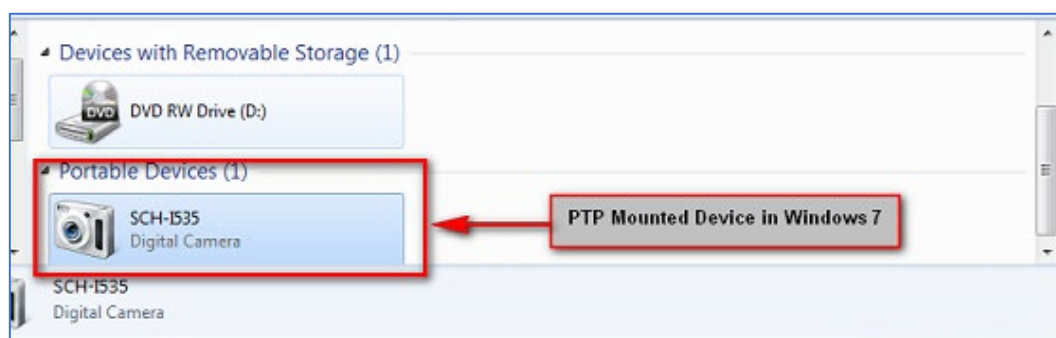 Devices with Removable Storage (1)
DVD
DVD RW Drive (D:)
Portable Devices (1)
SCH-I535
Digital Camera
PTP Mounted Device in Windows 7
SCH-I535
Digital Camera